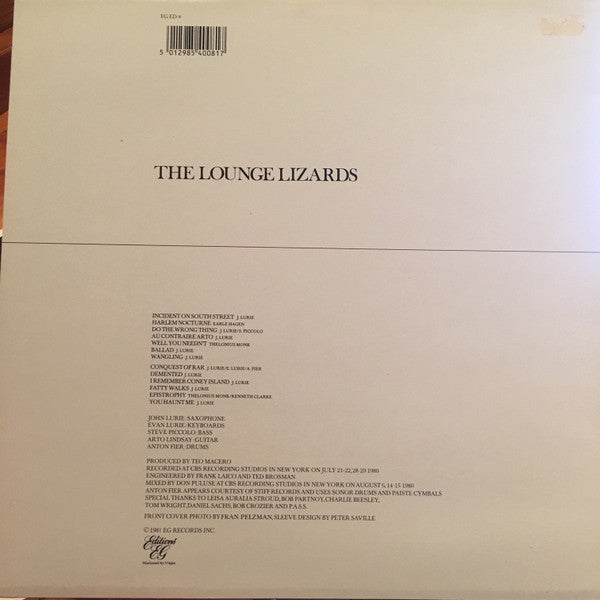 EG ED 8
5 012985 400817
THE LOUNGE LIZARDS
INCIDENT ON SOUTH STREET J. LURIE
HARLEM NOCTURNE KARLE HAGEN
DO THE WRONG THING J. LURIE/S. PICCOLO
AU CONTRAIRE ARTO J. LURIE
WELL YOU NEEDN'T THELONIUS MONK
BALLAD J. LURIE
WANGLING J. LURIE
CONQUEST OF RAR J. LURIE/E. LURIE/A. FIER
DEMENTED J. LURIE
I REMEMBER CONEY ISLAND J. LURIE
FATTY WALKS J. LURIE
EPISTROPHY THELONIUS MONK/KENNETH CLARKE
YOU HAUNT ME J. LURIE
JOHN LURIE: SAXOPHONE
EVAN LURIE: KEYBOARDS
STEVE PICCOLO: BASS
ARTO LINDSAY: GUITAR
ANTON FIER: DRUMS
PRODUCED BY TEO MACERO
RECORDED AT CBS RECORDING STUDIOS IN NEW YORK ON JULY 21-22, 28-29 1980
ENGINEERED BY FRANK LAICO AND TED BROSMAN
MIXED BY DON PULUSE AT CBS RECORDING STUDIOS IN NEW YORK ON AUGUST 6, 14-15 1980
ANTON FIER APPEARS COURTESY OF STIFF RECORDS AND USES SONOR DRUMS AND PAISTE CYMBALS
SPECIAL THANKS TO LEISA AURALIA STROUD, BOB PARTNOY, CHARLIE BEESLEY,
TOM WRIGHT, DANIEL SACHS, BOB CROZIER AND P.A.S.S.
FRONT COVER PHOTO BY FRAN PELZMAN, SLEEVE DESIGN BY PETER SAVILLE
© 1981 EG RECORDS INC.
Editions
EG
Marketed by Virgin